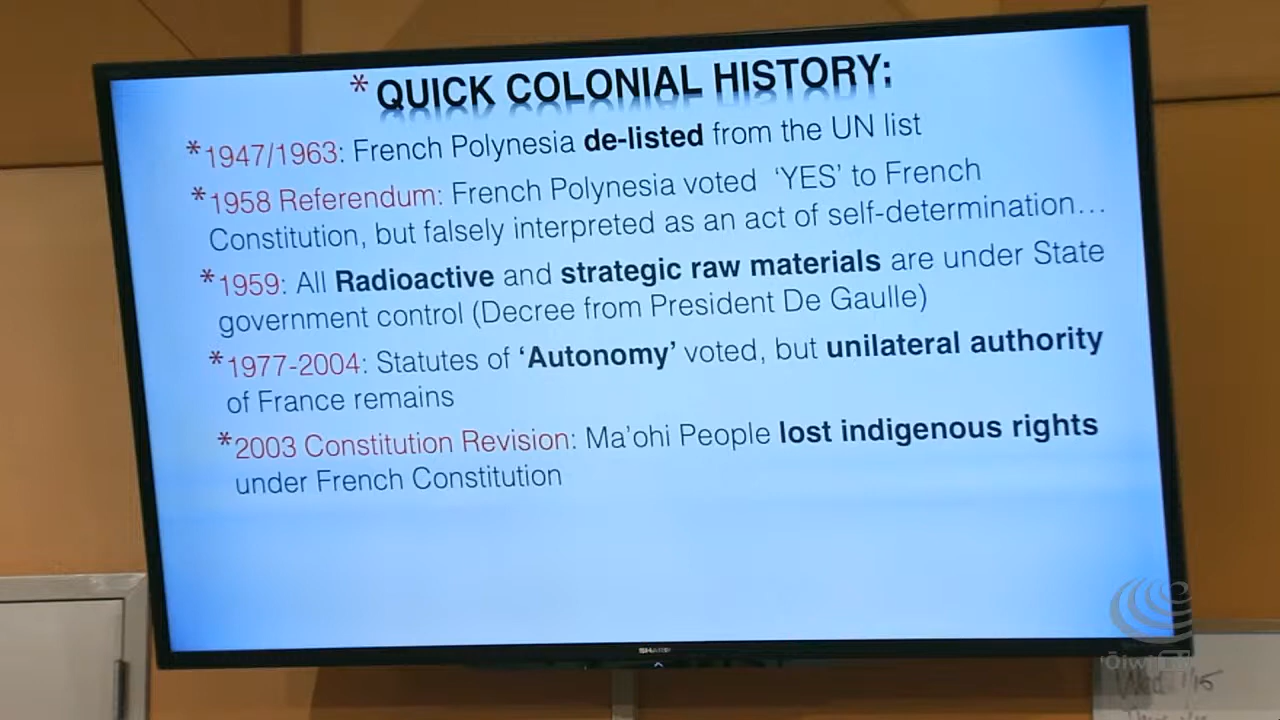 * QUICK COLONIAL HISTORY:
*1947/1963: French Polynesia de-listed from the UN list
*1958 Referendum: French Polynesia voted 'YES' to French
Constitution, but falsely interpreted as an act of self-determination…
*1959: All Radioactive and strategic raw materials are under State
government control (Decree from President De Gaulle)
*1977-2004: Statutes of 'Autonomy' voted, but unilateral authority
of France remains
*2003 Constitution Revision: Ma'ohi People lost indigenous rights
under French Constitution
SHARP
'Ōiwi